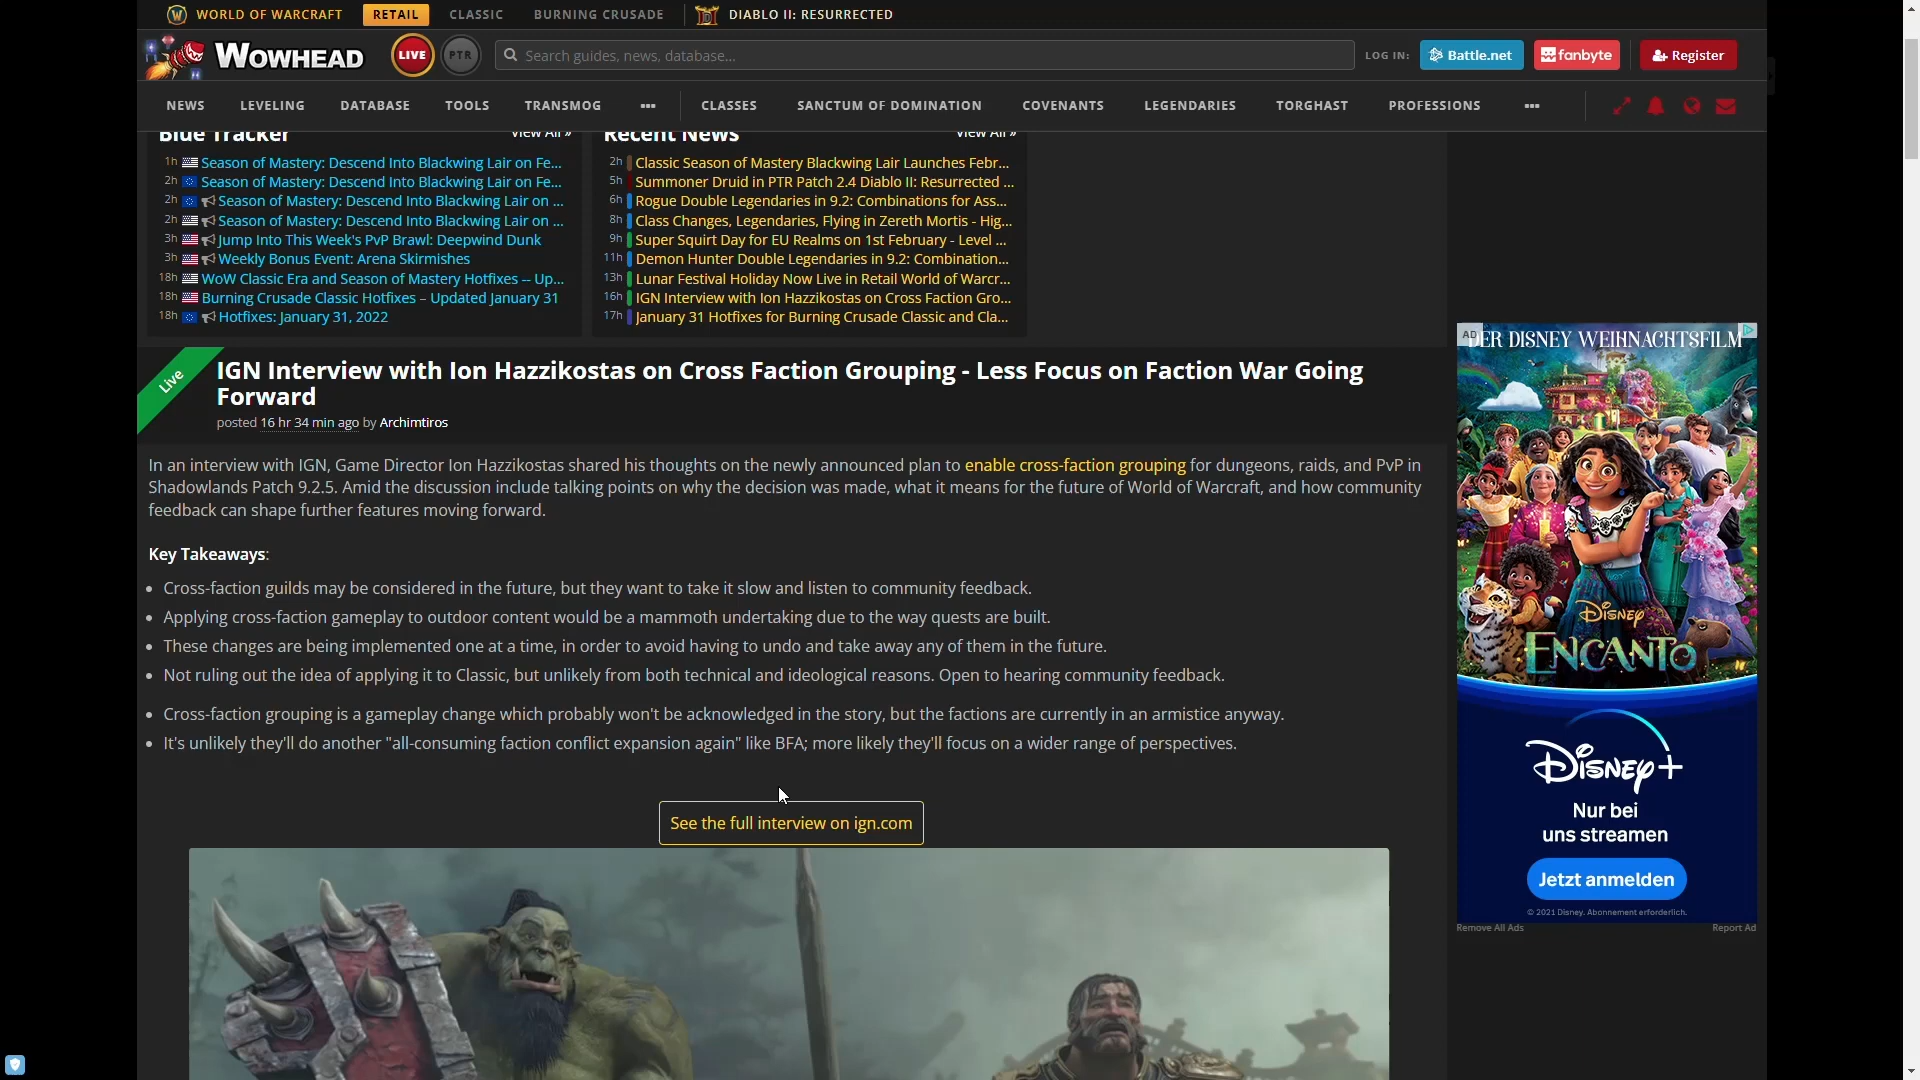 WORLD OF WARCRAFT RETAIL CLASSIC BURNING CRUSADE DIABLO II: RESURRECTED
WOWHEAD LIVE PTR Search guides, news, database... LOG IN: Battle.net fanbyte Register
NEWS LEVELING DATABASE TOOLS TRANSMOG ••• CLASSES SANCTUM OF DOMINATION COVENANTS LEGENDARIES TORGHAST PROFESSIONS •••
Blue Tracker View All »
1h Season of Mastery: Descend Into Blackwing Lair on Fe...
2h Season of Mastery: Descend Into Blackwing Lair on Fe...
2h Season of Mastery: Descend Into Blackwing Lair on ...
2h Season of Mastery: Descend Into Blackwing Lair on ...
3h Jump Into This Week's PvP Brawl: Deepwind Dunk
3h Weekly Bonus Event: Arena Skirmishes
18h WoW Classic Era and Season of Mastery Hotfixes -- Up...
18h Burning Crusade Classic Hotfixes – Updated January 31
18h Hotfixes: January 31, 2022
Recent News View All »
2h Classic Season of Mastery Blackwing Lair Launches Febr...
5h Summoner Druid in PTR Patch 2.4 Diablo II: Resurrected ...
6h Rogue Double Legendaries in 9.2: Combinations for Ass...
8h Class Changes, Legendaries, Flying in Zereth Mortis - Hig...
9h Super Squirt Day for EU Realms on 1st February - Level ...
11h Demon Hunter Double Legendaries in 9.2: Combination...
13h Lunar Festival Holiday Now Live in Retail World of Warcr...
16h IGN Interview with Ion Hazzikostas on Cross Faction Gro...
17h January 31 Hotfixes for Burning Crusade Classic and Cla...
Live
IGN Interview with Ion Hazzikostas on Cross Faction Grouping - Less Focus on Faction War Going
Forward
posted 16 hr 34 min ago by Archimtiros
In an interview with IGN, Game Director Ion Hazzikostas shared his thoughts on the newly announced plan to enable cross-faction grouping for dungeons, raids, and PvP in
Shadowlands Patch 9.2.5. Amid the discussion include talking points on why the decision was made, what it means for the future of World of Warcraft, and how community
feedback can shape further features moving forward.
Key Takeaways:
• Cross-faction guilds may be considered in the future, but they want to take it slow and listen to community feedback.
• Applying cross-faction gameplay to outdoor content would be a mammoth undertaking due to the way quests are built.
• These changes are being implemented one at a time, in order to avoid having to undo and take away any of them in the future.
• Not ruling out the idea of applying it to Classic, but unlikely from both technical and ideological reasons. Open to hearing community feedback.
• Cross-faction grouping is a gameplay change which probably won't be acknowledged in the story, but the factions are currently in an armistice anyway.
• It's unlikely they'll do another "all-consuming faction conflict expansion again" like BFA; more likely they'll focus on a wider range of perspectives.
See the full interview on ign.com
AD
DER DISNEY WEIHNACHTSFILM
Disney
ENCANTO
Disney+
Nur bei
uns streamen
Jetzt anmelden
© 2021 Disney. Abonnement erforderlich.
Remove All Ads Report Ad